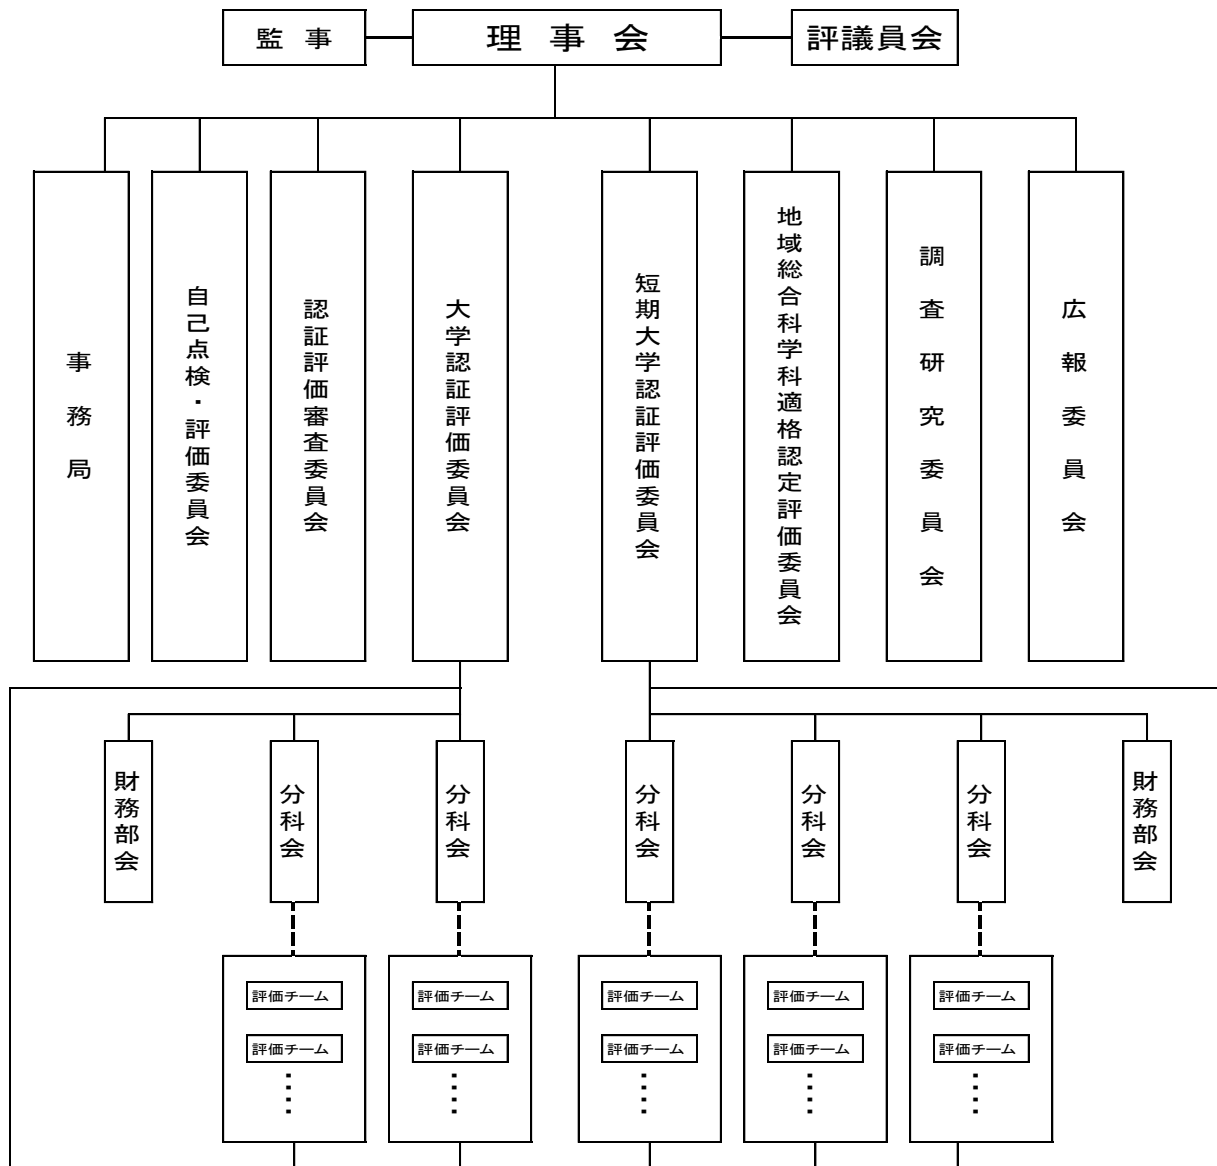 監事
理事会
評議員会
事務局
自己点検・評価委員会
認証評価審査委員会
大学認証評価委員会
短期大学認証評価委員会
地域総合科学科適格認定評価委員会
調査研究委員会
広報委員会
財務部会
分科会
分科会
分科会
分科会
分科会
財務部会
評価チーム
評価チーム
評価チーム
評価チーム
評価チーム
評価チーム
評価チーム
評価チーム
評価チーム
評価チーム